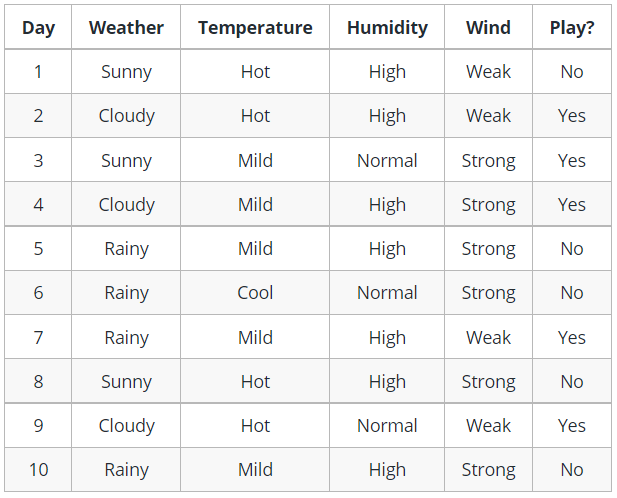 Day Weather Temperature Humidity Wind Play?
1 Sunny Hot High Weak No
2 Cloudy Hot High Weak Yes
3 Sunny Mild Normal Strong Yes
4 Cloudy Mild High Strong Yes
5 Rainy Mild High Strong No
6 Rainy Cool Normal Strong No
7 Rainy Mild High Weak Yes
8 Sunny Hot High Strong No
9 Cloudy Hot Normal Weak Yes
10 Rainy Mild High Strong No